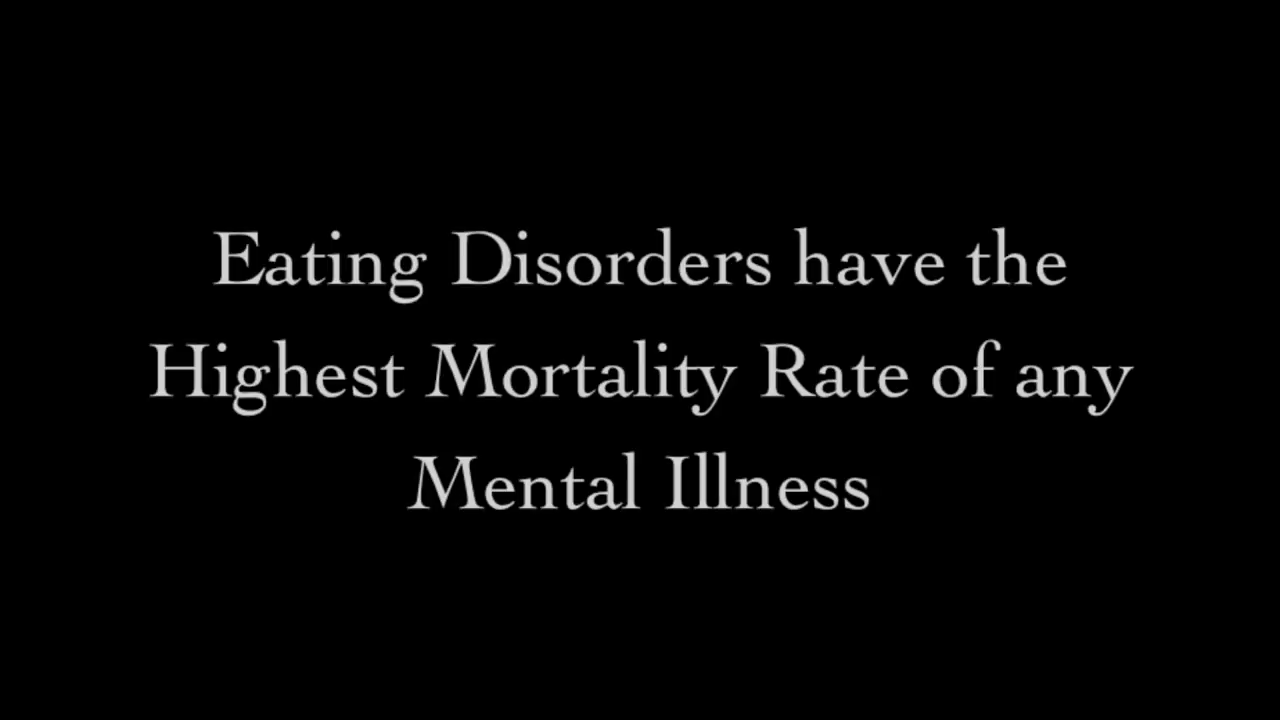 Eating Disorders have the
Highest Mortality Rate of any
Mental Illness